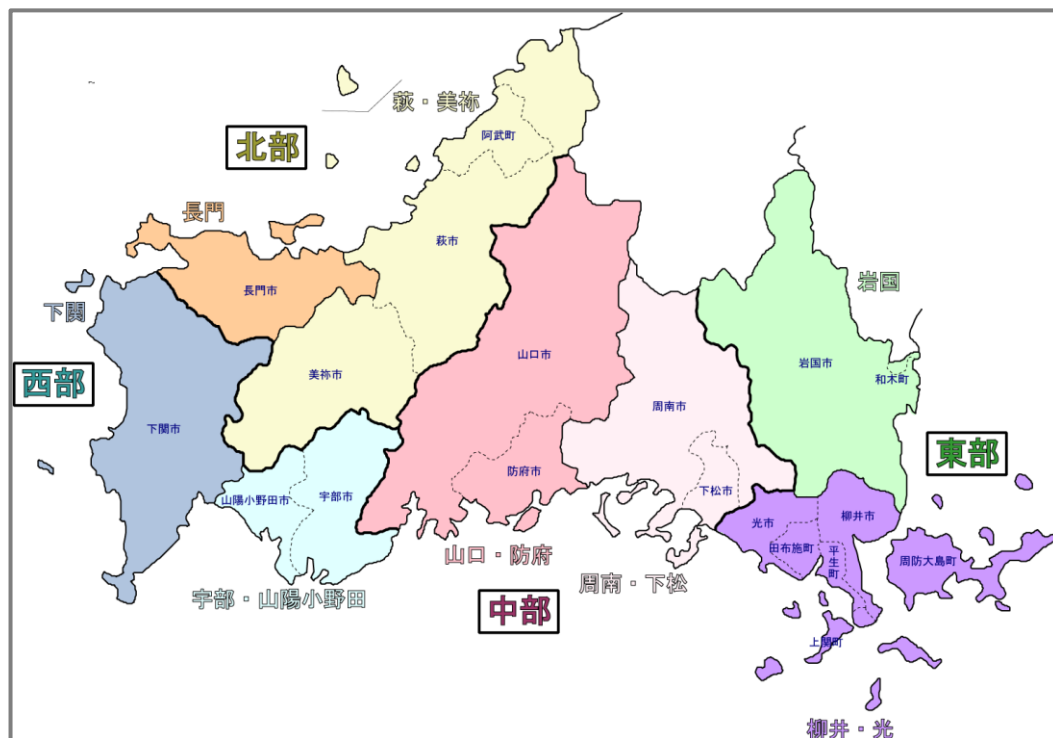 萩・美祢
阿武町
北部
長門
萩市
長門市
下関
岩国
山口市
岩国市
和木町
西部
美祢市
周南市
下関市
東部
防府市
下松市
山陽小野田市
宇部市
光市
柳井市
田布施町
平生町
周防大島町
山口・防府
周南・下松
宇部・山陽小野田
中部
上関町
柳井・光